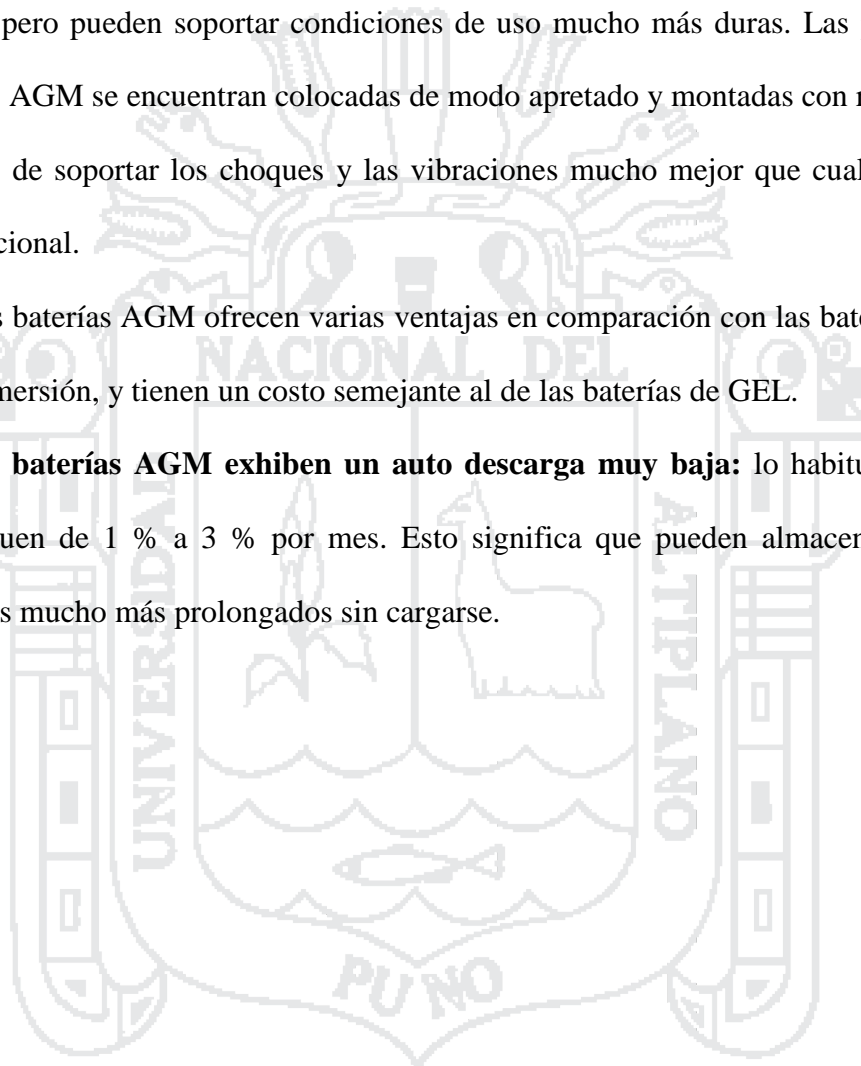 pero pueden soportar condiciones de uso mucho más duras. Las
AGM se encuentran colocadas de modo apretado y montadas con
de soportar los choques y las vibraciones mucho mejor que cual
cional.
s baterías AGM ofrecen varias ventajas en comparación con las bate
mersión, y tienen un costo semejante al de las baterías de GEL.
baterías AGM exhiben un auto descarga muy baja: lo habitu
uen de 1 % a 3 % por mes. Esto significa que pueden almacen
s mucho más prolongados sin cargarse.
NACIONAL DEL
UNIVERSIDAD
ALTIPLANO
PUNO